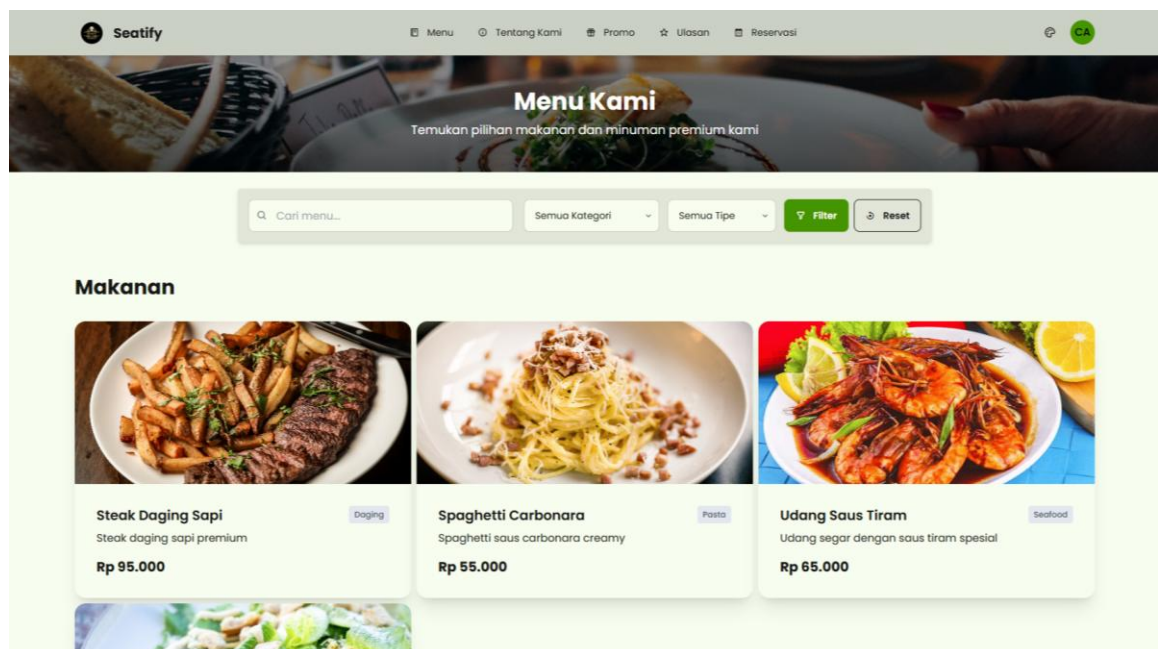 Seatify
Menu
Tentang Kami
Promo
Ulasan
Reservasi
CA
Menu Kami
Temukan pilihan makanan dan minuman premium kami
Cari menu...
Semua Kategori
Semua Tipe
Filter
Reset
Makanan
Steak Daging Sapi
Daging
Steak daging sapi premium
Rp 95.000
Spaghetti Carbonara
Pasta
Spaghetti saus carbonara creamy
Rp 55.000
Udang Saus Tiram
Seafood
Udang segar dengan saus tiram spesial
Rp 65.000